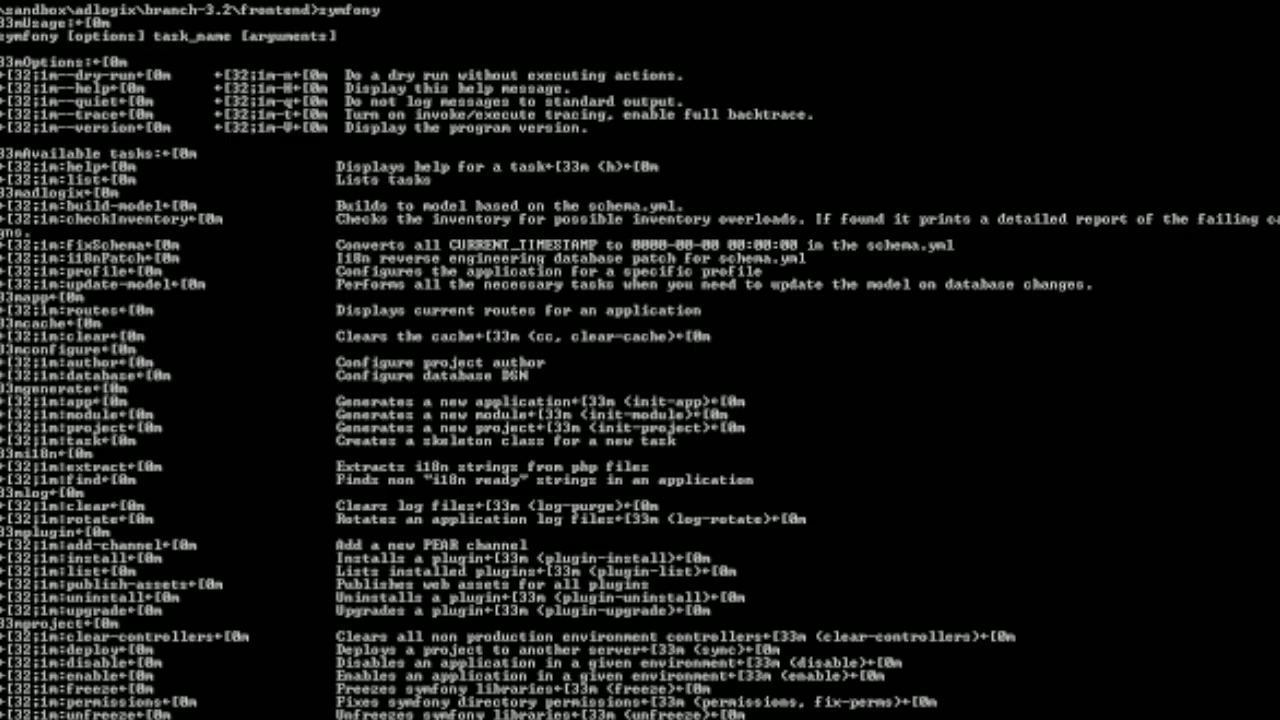 \sandbox\adlogix\branch-3.2\frontend>symfony
33mUsage:←[0m
symfony [options] task_name [arguments]
33mOptions:←[0m
←[32;1m--dry-run←[0m ←[32;1m-n←[0m Do a dry run without executing actions.
←[32;1m--help←[0m ←[32;1m-H←[0m Display this help message.
←[32;1m--quiet←[0m ←[32;1m-q←[0m Do not log messages to standard output.
←[32;1m--trace←[0m ←[32;1m-t←[0m Turn on invoke/execute tracing, enable full backtrace.
←[32;1m--version←[0m ←[32;1m-V←[0m Display the program version.
33mAvailable tasks:←[0m
←[32;1m:help←[0m Displays help for a task←[33m (h)←[0m
←[32;1m:list←[0m Lists tasks
33madlogix←[0m
←[32;1m:build-model←[0m Builds to model based on the schema.yml.
←[32;1m:checkInventory←[0m Checks the inventory for possible inventory overloads. If found it prints a detailed report of the failing ca
gns.
←[32;1m:fixSchema←[0m Converts all CURRENT_TIMESTAMP to 0000-00-00 00:00:00 in the schema.yml
←[32;1m:i18nPatch←[0m I18n reverse engineering database patch for schema.yml
←[32;1m:profile←[0m Configures the application for a specific profile
←[32;1m:update-model←[0m Performs all the necessary tasks when you need to update the model on database changes.
33mapp←[0m
←[32;1m:routes←[0m Displays current routes for an application
33mcache←[0m
←[32;1m:clear←[0m Clears the cache←[33m (cc, clear-cache)←[0m
33mconfigure←[0m
←[32;1m:author←[0m Configure project author
←[32;1m:database←[0m Configure database DSN
33mgenerate←[0m
←[32;1m:app←[0m Generates a new application←[33m (init-app)←[0m
←[32;1m:module←[0m Generates a new module←[33m (init-module)←[0m
←[32;1m:project←[0m Generates a new project←[33m (init-project)←[0m
←[32;1m:task←[0m Creates a skeleton class for a new task
33mi18n←[0m
←[32;1m:extract←[0m Extracts i18n strings from php files
←[32;1m:find←[0m Finds non "i18n ready" strings in an application
33mlog←[0m
←[32;1m:clear←[0m Clears log files←[33m (log-purge)←[0m
←[32;1m:rotate←[0m Rotates an application log files←[33m (log-rotate)←[0m
33mplugin←[0m
←[32;1m:add-channel←[0m Add a new PEAR channel
←[32;1m:install←[0m Installs a plugin←[33m (plugin-install)←[0m
←[32;1m:list←[0m Lists installed plugins←[33m (plugin-list)←[0m
←[32;1m:publish-assets←[0m Publishes web assets for all plugins
←[32;1m:uninstall←[0m Uninstalls a plugin←[33m (plugin-uninstall)←[0m
←[32;1m:upgrade←[0m Upgrades a plugin←[33m (plugin-upgrade)←[0m
33mproject←[0m
←[32;1m:clear-controllers←[0m Clears all non production environment controllers←[33m (clear-controllers)←[0m
←[32;1m:deploy←[0m Deploys a project to another server←[33m (sync)←[0m
←[32;1m:disable←[0m Disables an application in a given environment←[33m (disable)←[0m
←[32;1m:enable←[0m Enables an application in a given environment←[33m (enable)←[0m
←[32;1m:freeze←[0m Freezes symfony libraries←[33m (freeze)←[0m
←[32;1m:permissions←[0m Fixes symfony directory permissions←[33m (permissions, fix-perms)←[0m
←[32;1m:unfreeze←[0m Unfreezes symfony libraries←[33m (unfreeze)←[0m